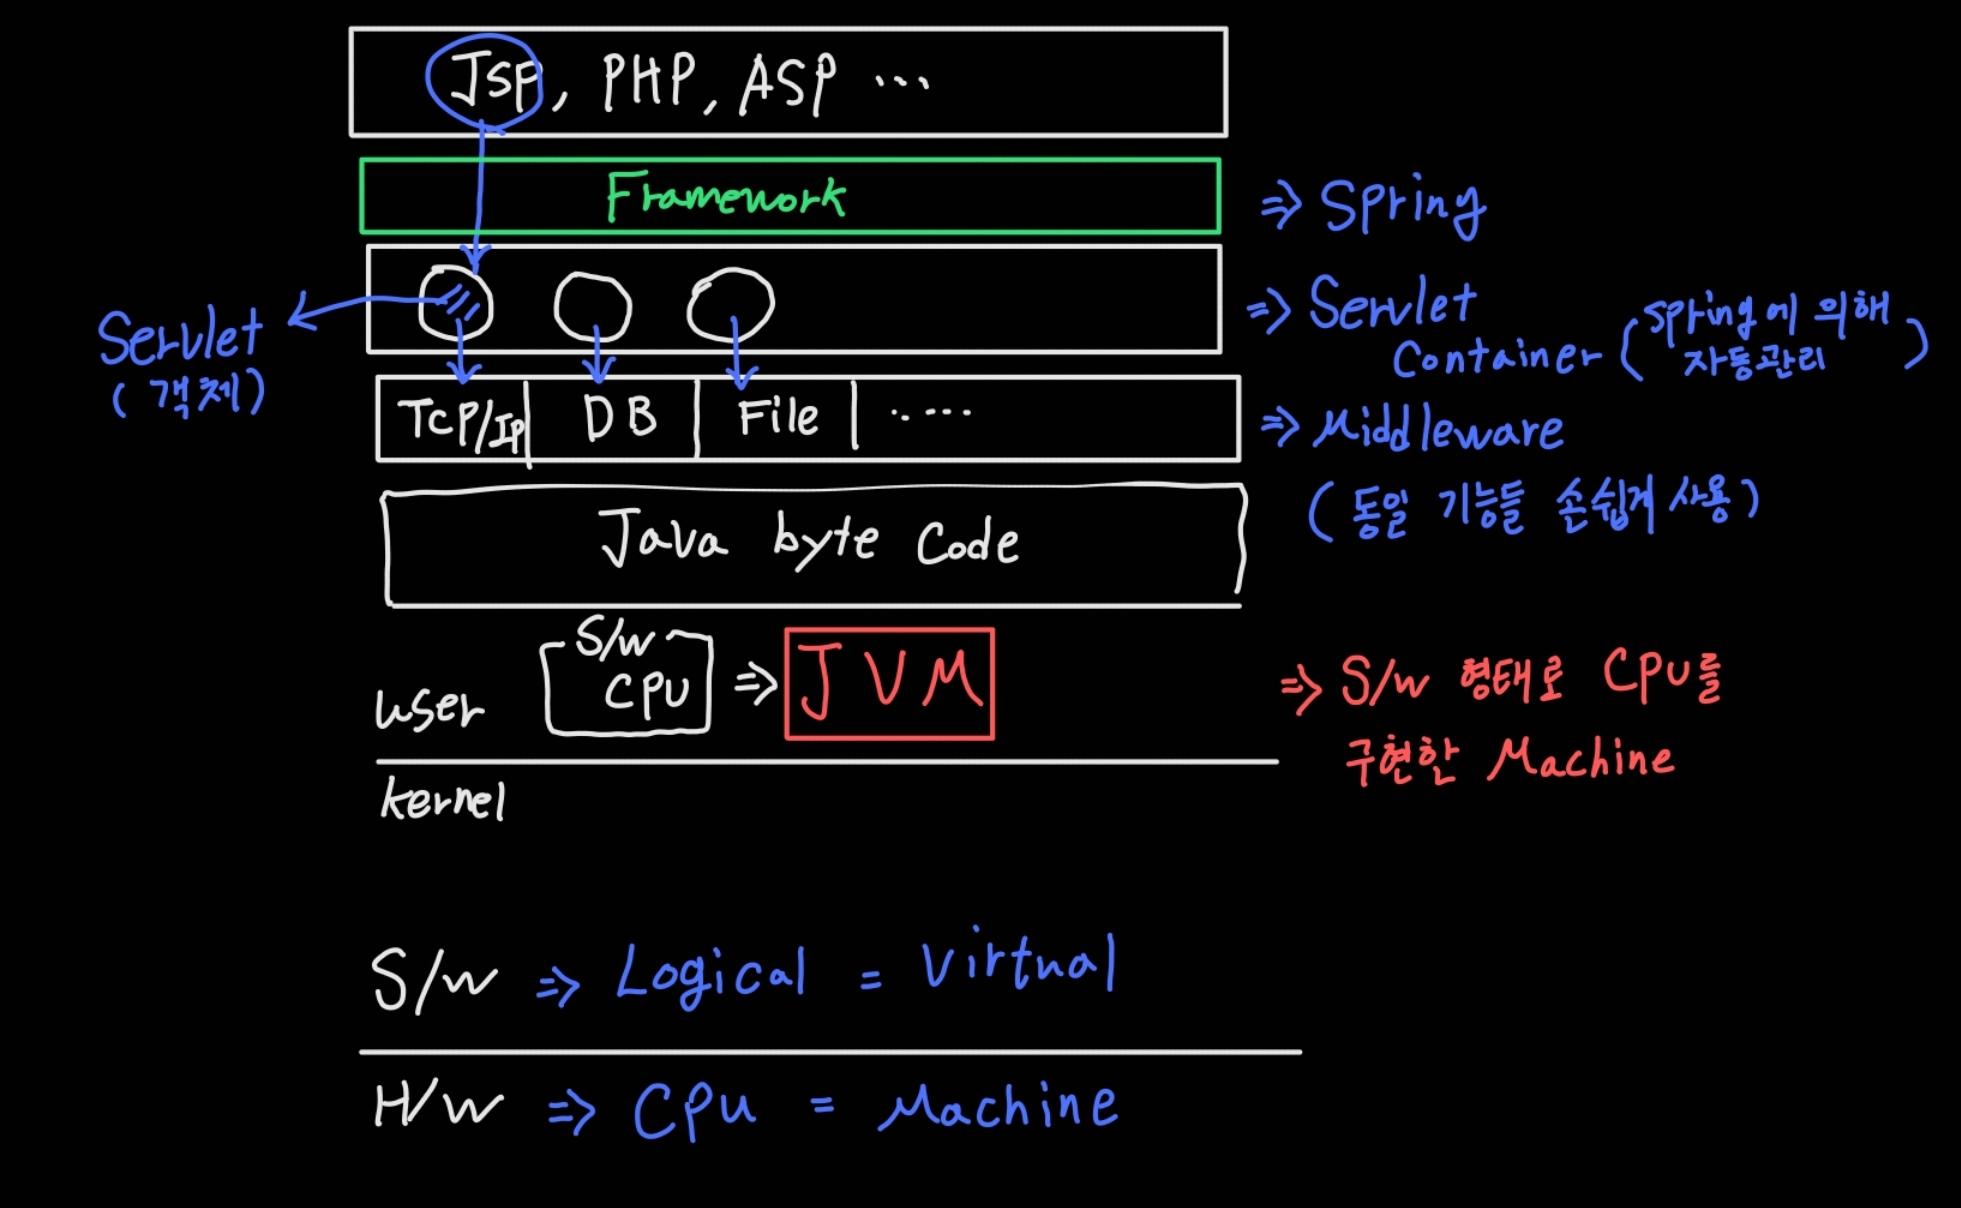 JSP, PHP, ASP ...
Framework
⇒ Spring
Servlet
(객체)
⇒ Servlet
Container (spring에 의해
자동관리)
TCP/IP DB File .....
⇒ Middleware
(동일 기능들 손쉽게 사용)
Java byte Code
user
S/W
CPU
⇒ JVM
⇒ S/W 형태로 CPU를
구현한 Machine
kernel
S/W ⇒ Logical = Virtual
H/W ⇒ CPU = Machine